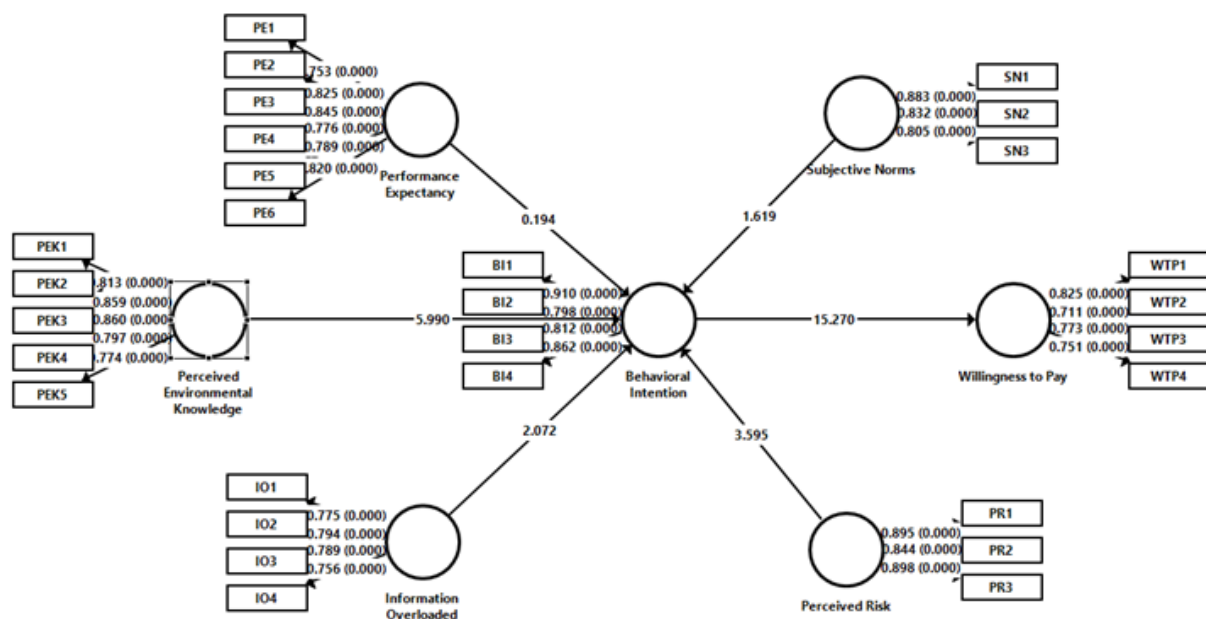 PE1
PE2
PE3
PE4
PE5
PE6
.753 (0.000)
0.825 (0.000)
0.845 (0.000)
0.776 (0.000)
0.789 (0.000)
.820 (0.000)
Performance
Expectancy
SN1
SN2
SN3
0.883 (0.000)
0.832 (0.000)
0.805 (0.000)
Subjective Norms
0.194
1.619
PEK1
PEK2
PEK3
PEK4
PEK5
0.813 (0.000)
0.859 (0.000)
0.860 (0.000)
0.797 (0.000)
0.774 (0.000)
Perceived
Environmental
Knowledge
5.990
BI1
BI2
BI3
BI4
0.910 (0.000)
0.798 (0.000)
0.812 (0.000)
0.862 (0.000)
Behavioral
Intention
15.270
WTP1
WTP2
WTP3
WTP4
0.825 (0.000)
0.711 (0.000)
0.773 (0.000)
0.751 (0.000)
Willingness to Pay
2.072
3.595
IO1
IO2
IO3
IO4
0.775 (0.000)
0.794 (0.000)
0.789 (0.000)
0.756 (0.000)
Information
Overloaded
PR1
PR2
PR3
0.895 (0.000)
0.844 (0.000)
0.898 (0.000)
Perceived Risk